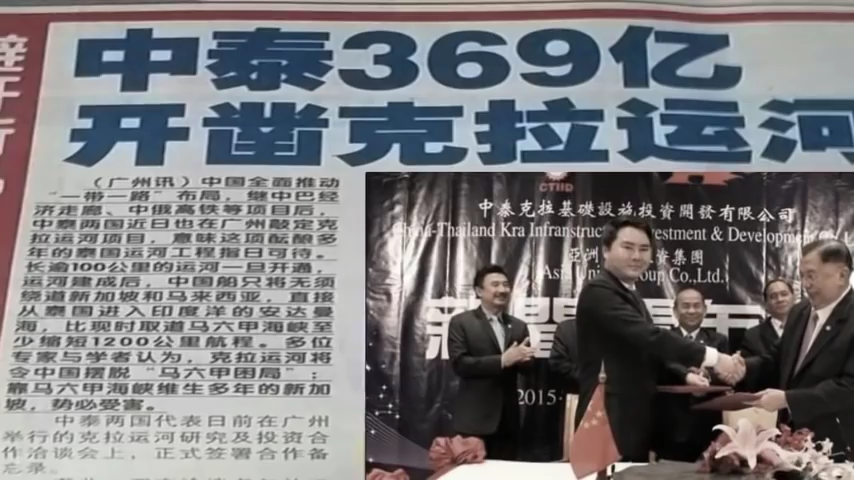 中泰369亿
开凿克拉运河
（广州讯）中国全面推动
“一带一路”布局，继中巴经
济走廊、中俄高铁等项目后，
中泰两国近日也在广州敲定克
拉运河项目，意味这项酝酿多
年的泰国运河工程指日可待。
长逾100公里的运河一旦开通，
运河建成后，中国船只将无须
绕道新加坡和马来西亚，直接
从泰国进入印度洋的安达曼
海，比现时取道马六甲海峡至
少缩短1200公里航程。多位
专家与学者认为，克拉运河将
令中国摆脱“马六甲困局”；
靠马六甲海峡维生多年的新加
坡，势必受害。
中泰两国代表日前在广州
举行的克拉运河研究及投资合
作洽谈会上，正式签署合作备
忘录。
CTIID
中泰克拉基礎設施投資開發有限公司
China-Thailand Kra Infranstruc Investment & Development
亞洲 資集團
Asia Uni Group Co.,Ltd.
新聞
2015